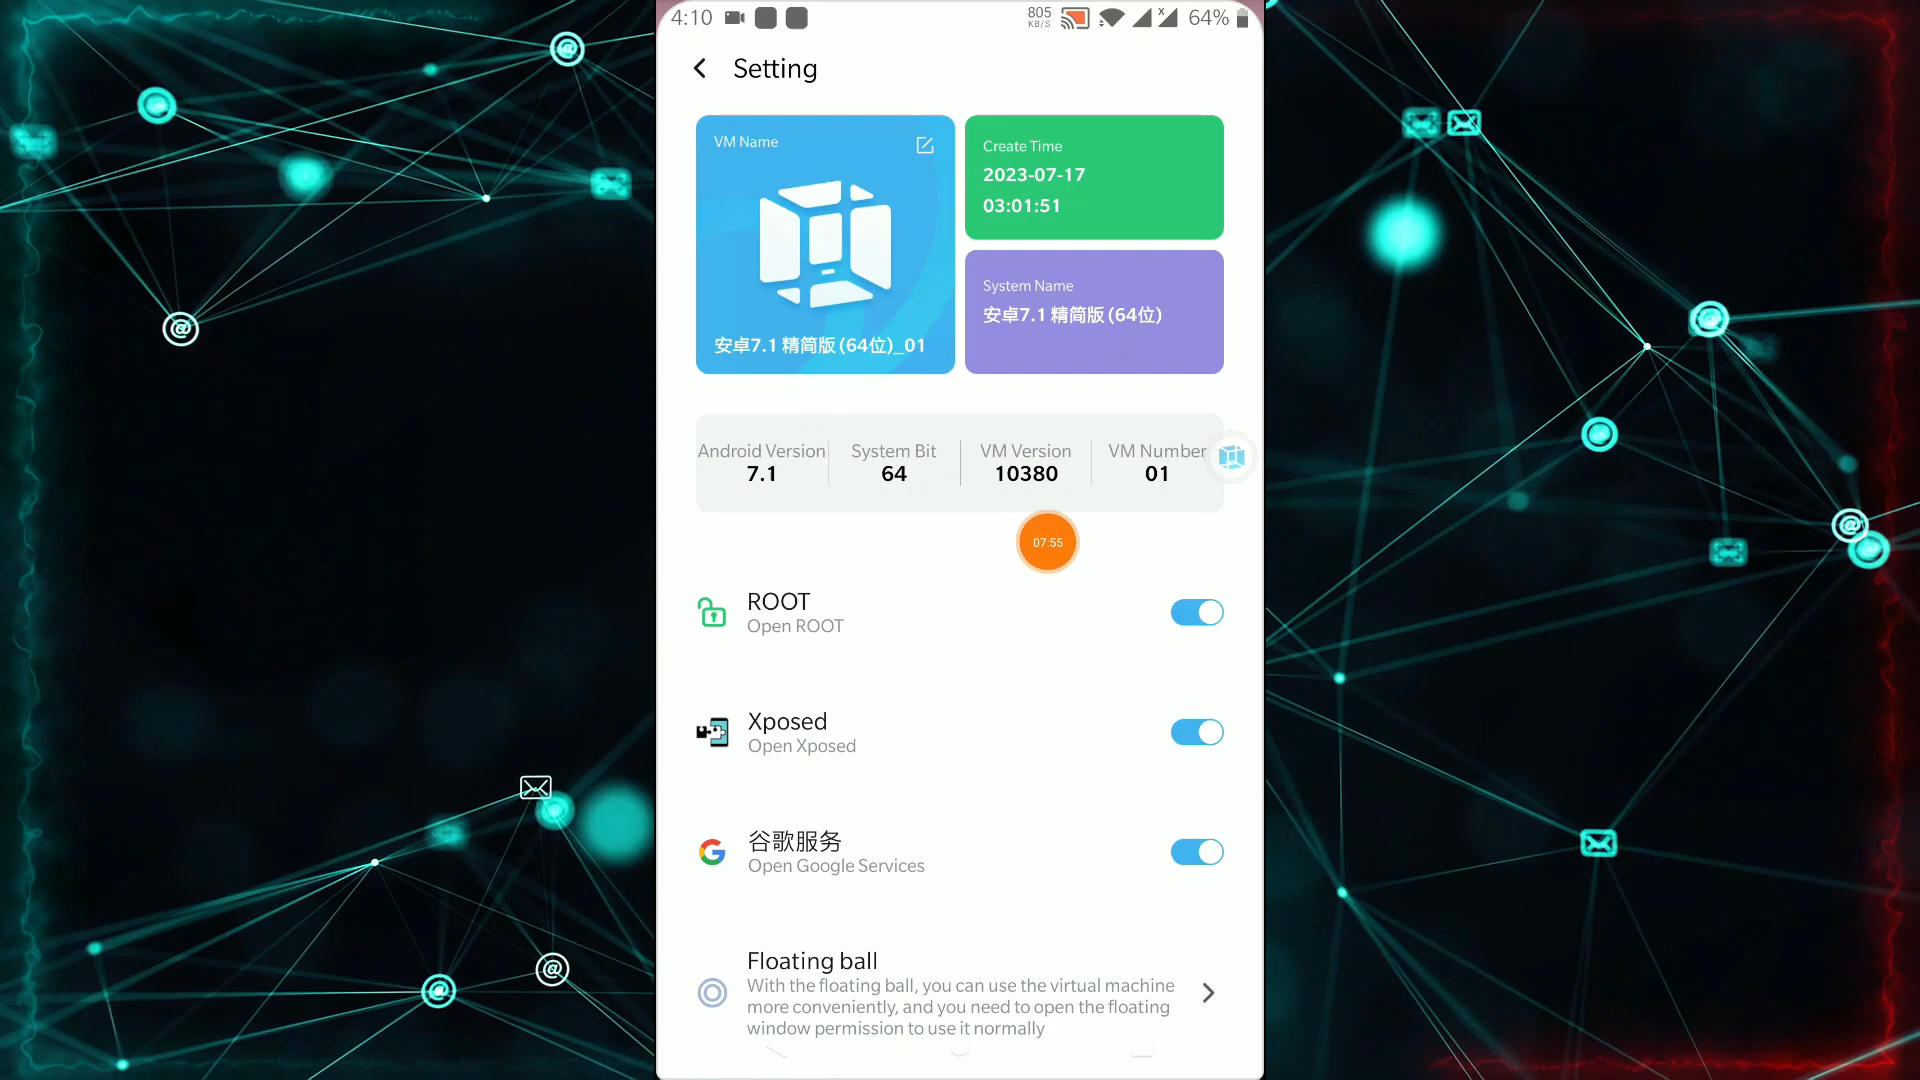 4:10
805
KB/S
x
64%
Setting
VM Name
安卓7.1 精简版 (64位)_01
Create Time
2023-07-17
03:01:51
System Name
安卓7.1 精简版 (64位)
Android Version
7.1
System Bit
64
VM Version
10380
VM Number
01
07:55
ROOT
Open ROOT
Xposed
Open Xposed
谷歌服务
Open Google Services
Floating ball
With the floating ball, you can use the virtual machine
more conveniently, and you need to open the floating
window permission to use it normally